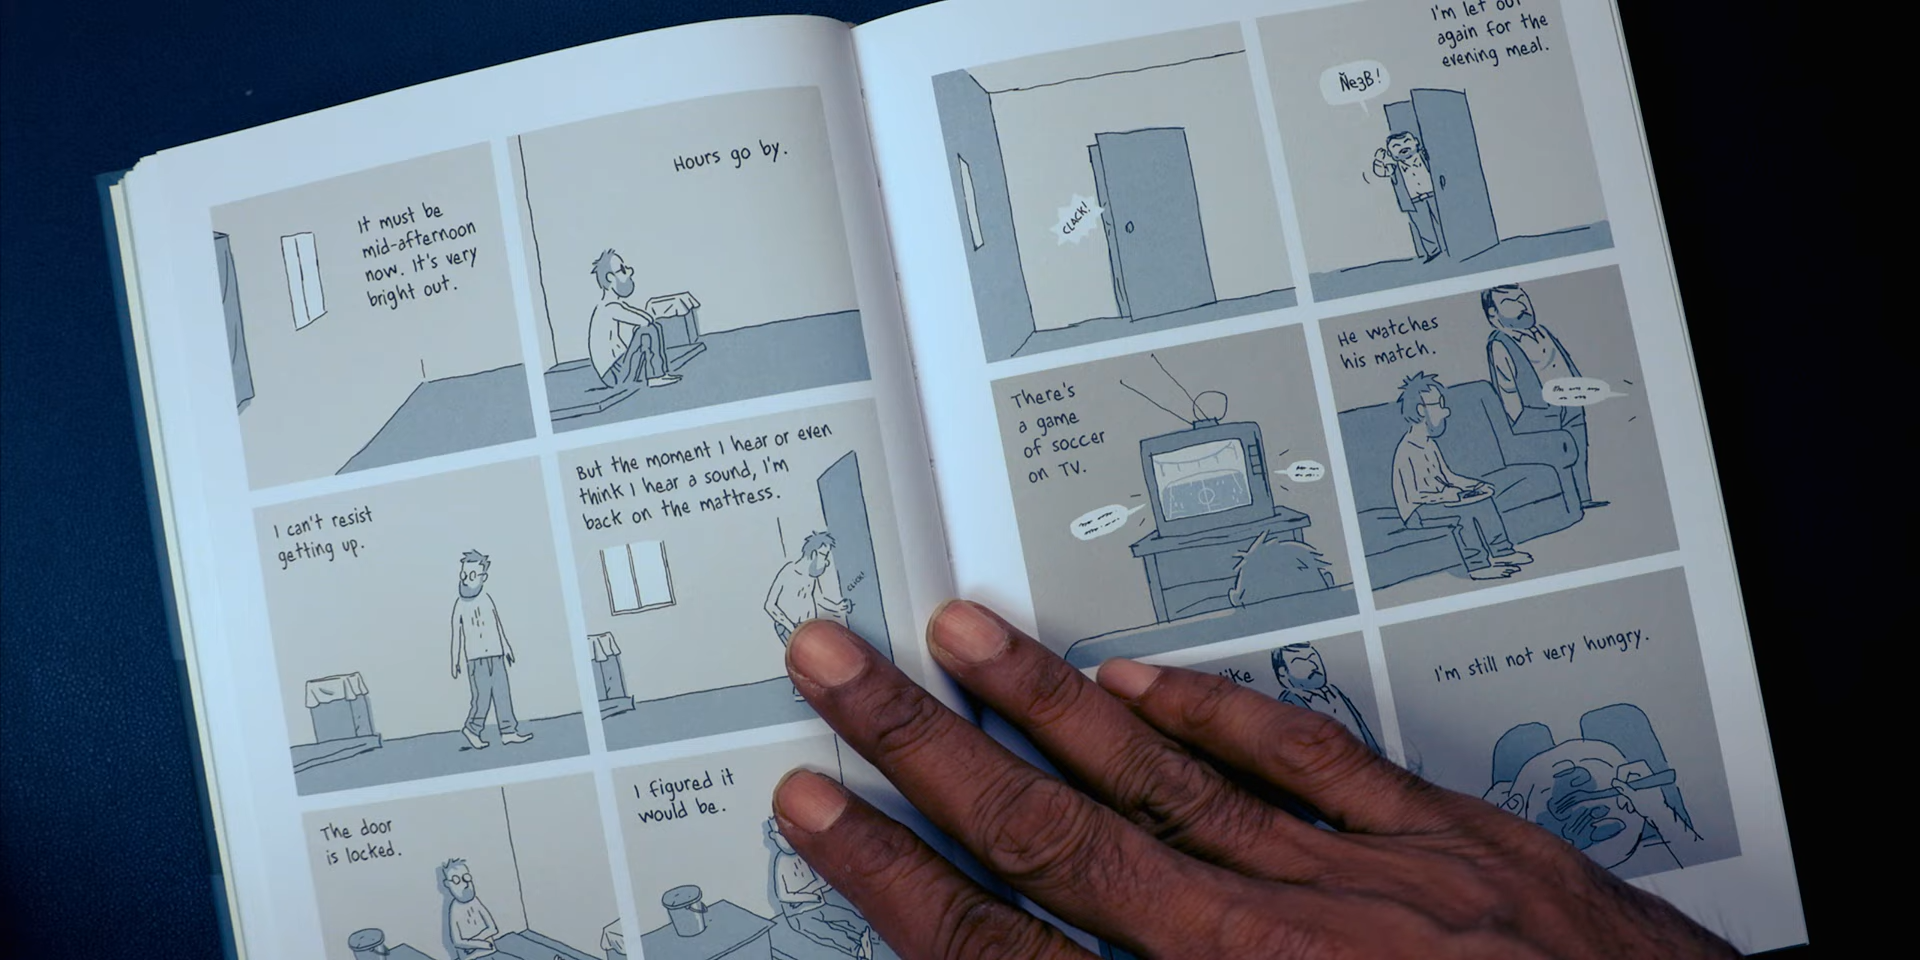 It must be
mid-afternoon
now. It's very
bright out.
Hours go by.
I can't resist
getting up.
But the moment I hear or even
think I hear a sound, I'm
back on the mattress.
CLICK!
The door
is locked.
I figured it
would be.
CLACK!
I'm let out
again for the
evening meal.
ÑeзB!
There's
a game
of soccer
on TV.
He watches
his match.
like
I'm still not very hungry.